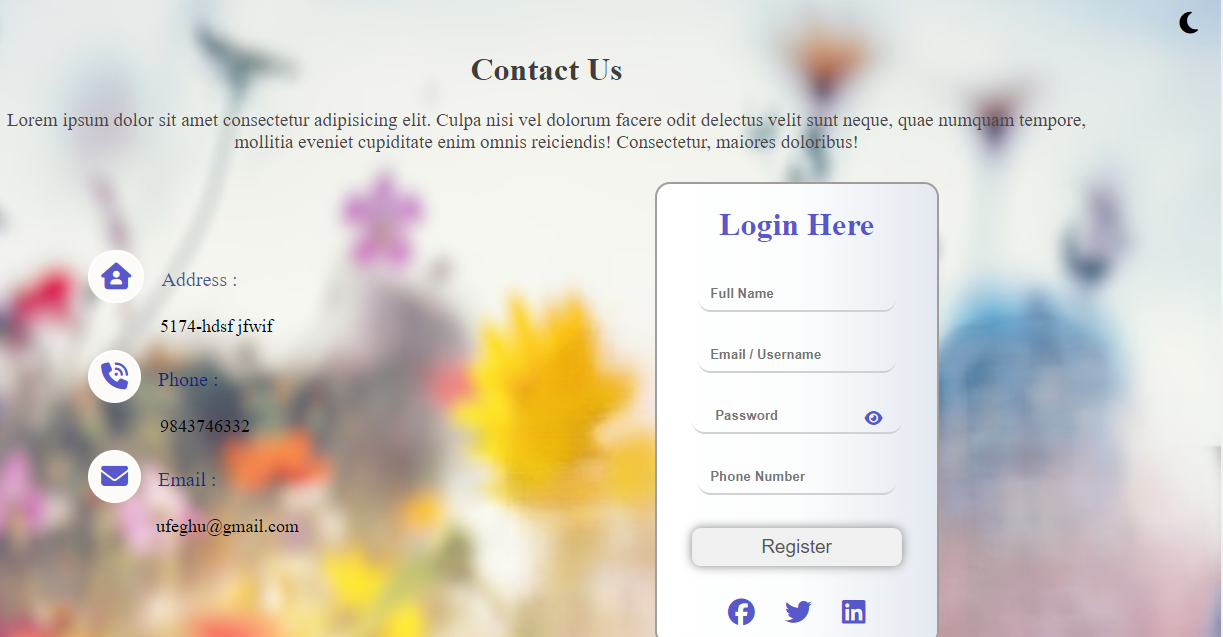 Contact Us
Lorem ipsum dolor sit amet consectetur adipisicing elit. Culpa nisi vel dolorum facere odit delectus velit sunt neque, quae numquam tempore,
mollitia eveniet cupiditate enim omnis reiciendis! Consectetur, maiores doloribus!
Address :
5174-hdsf jfwif
Phone :
9843746332
Email :
ufeghu@gmail.com
Login Here
Full Name
Email / Username
Password
Phone Number
Register